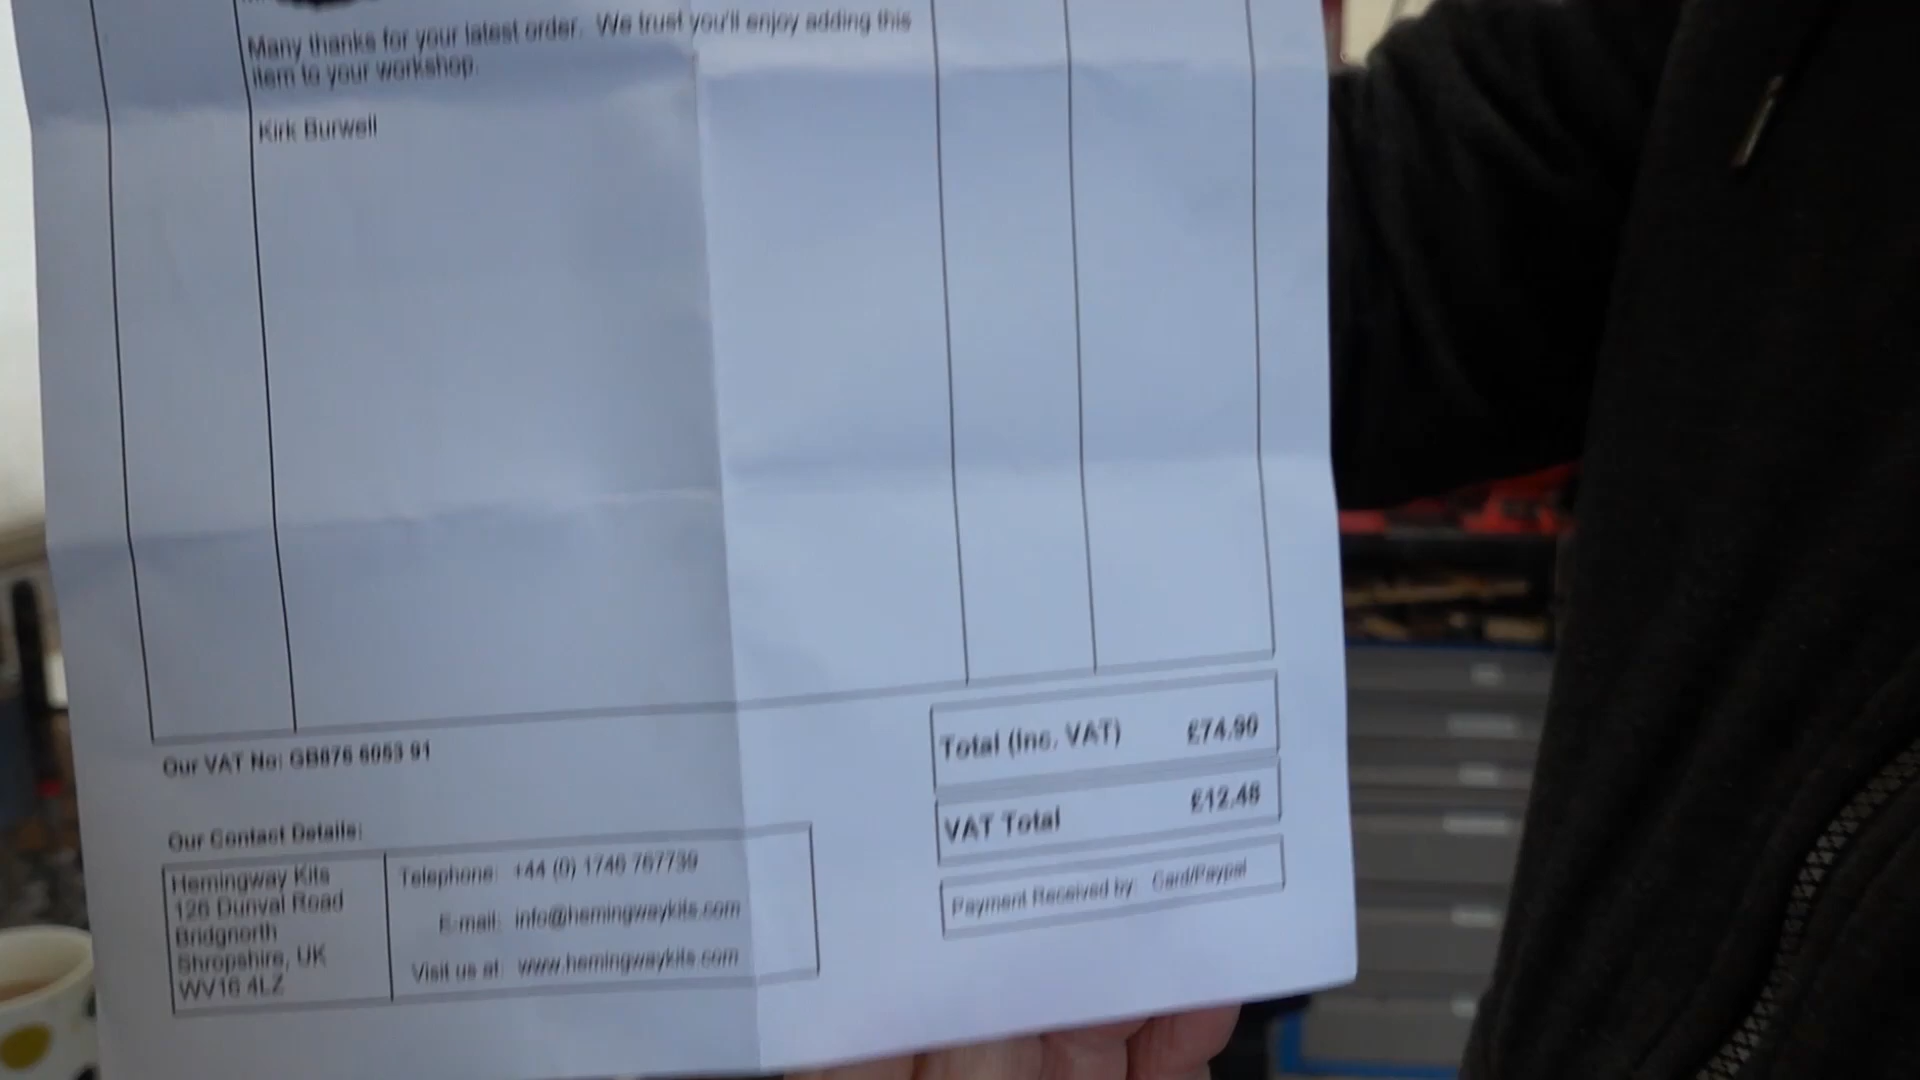 Many thanks for your latest order. We trust you'll enjoy adding this
item to your workshop.
Kirk Burwell
Our VAT No: GB876 6053 91
Total (Inc. VAT) £74.90
VAT Total £12.48
Payment Received by: Card/Paypal
Our Contact Details:
Hemingway Kits
126 Dunval Road
Bridgnorth
Shropshire, UK
WV16 4LZ
Telephone: +44 (0) 1746 767739
E-mail: info@hemingwaykits.com
Visit us at www.hemingwaykits.com